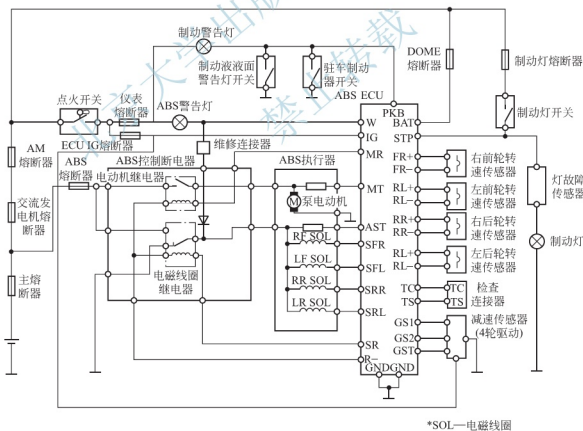 制动警告灯
DOME
熔断器
制动灯熔断器
制动液液面
警告灯开关
驻车制动
器开关
ABS ECU
点火开关
仪表
熔断器
ABS警告灯
PKB
制动灯开关
W
BAT
ECU IG熔断器
IG
STP
AM
熔断器
维修连接器
MR
FR+
FR−
右前轮转
速传感器
ABS
熔断器
ABS控制断电器
ABS执行器
电动机继电器
MT
RL+
RL−
左前轮转
速传感器
灯故障
传感器
交流发
电机熔
断器
M
泵电动机
AST
RR+
RR−
右后轮转
速传感器
RF SOL
SFR
制动灯
LF SOL
SFL
RL+
RL−
左后轮转
速传感器
主熔
断器
电磁线圈
继电器
RR SOL
SRR
TC
TC
检查
LR SOL
SRL
TS
TS
连接器
GS1
减速传感器
(4轮驱动)
SR
GS2
R−
GST
GND
GND
*SOL—电磁线圈
禁止转载